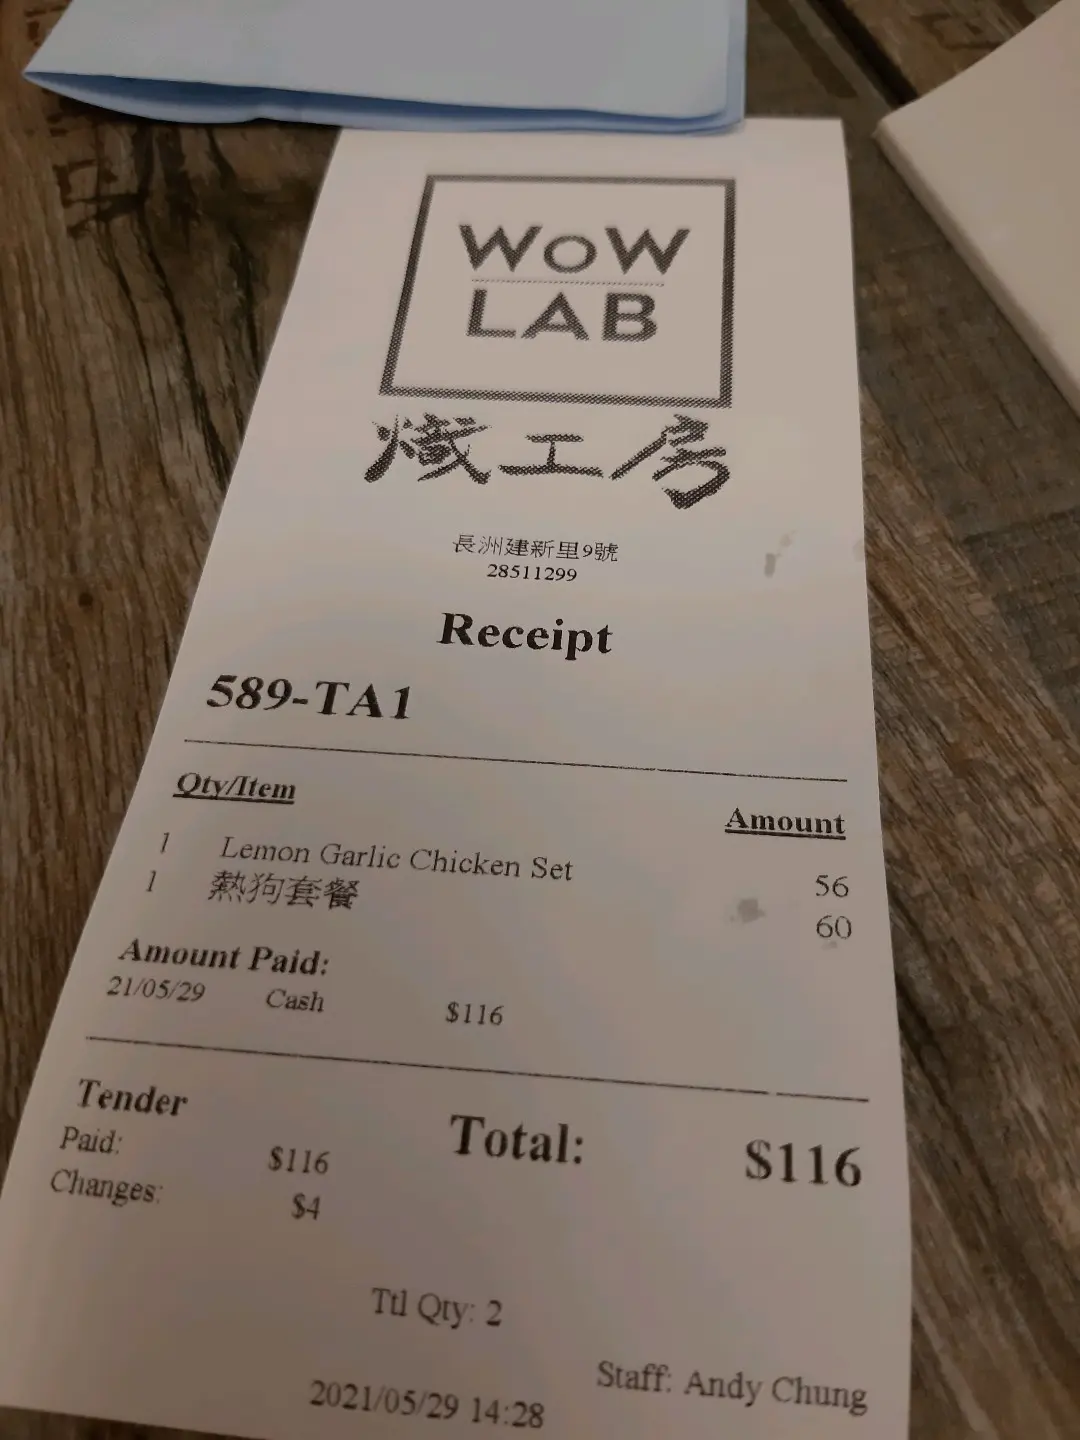 WoW
LAB
熾工房
長洲建新里9號
28511299
Receipt
589-TA1
Qty/Item Amount
1 Lemon Garlic Chicken Set 56
1 熱狗套餐 60
Amount Paid:
21/05/29 Cash $116
Tender
Total: $116
Paid: $116
Changes: $4
Ttl Qty: 2
Staff: Andy Chung
2021/05/29 14:28